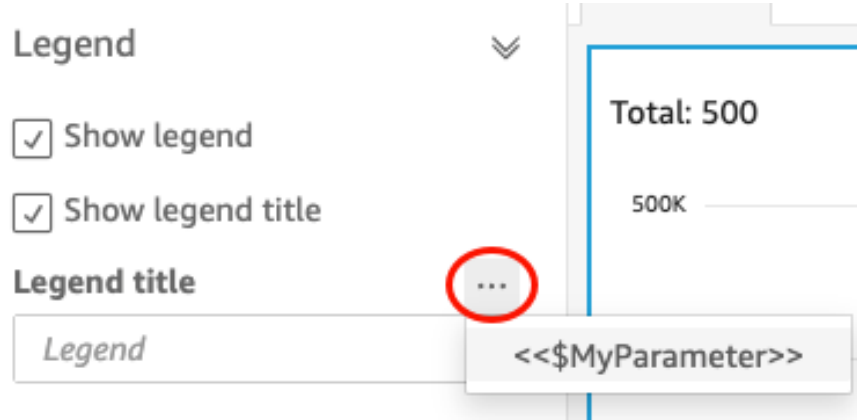 Legend
Show legend
Show legend title
Legend title
...
Legend
<<$MyParameter>>
Total: 500
500K